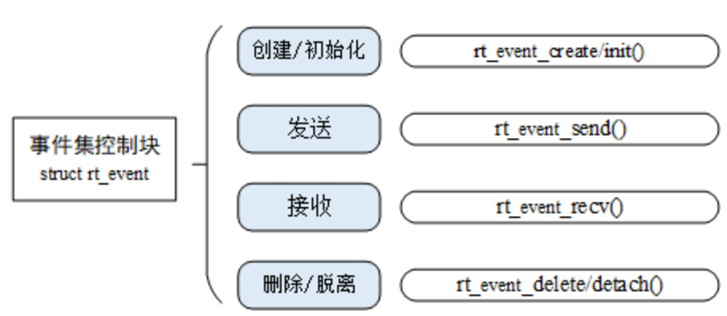 创建/初始化
rt_event_create/init()
发送
rt_event_send()
事件集控制块
struct rt_event
接收
rt_event_recv()
删除/脱离
rt_event_delete/detach()